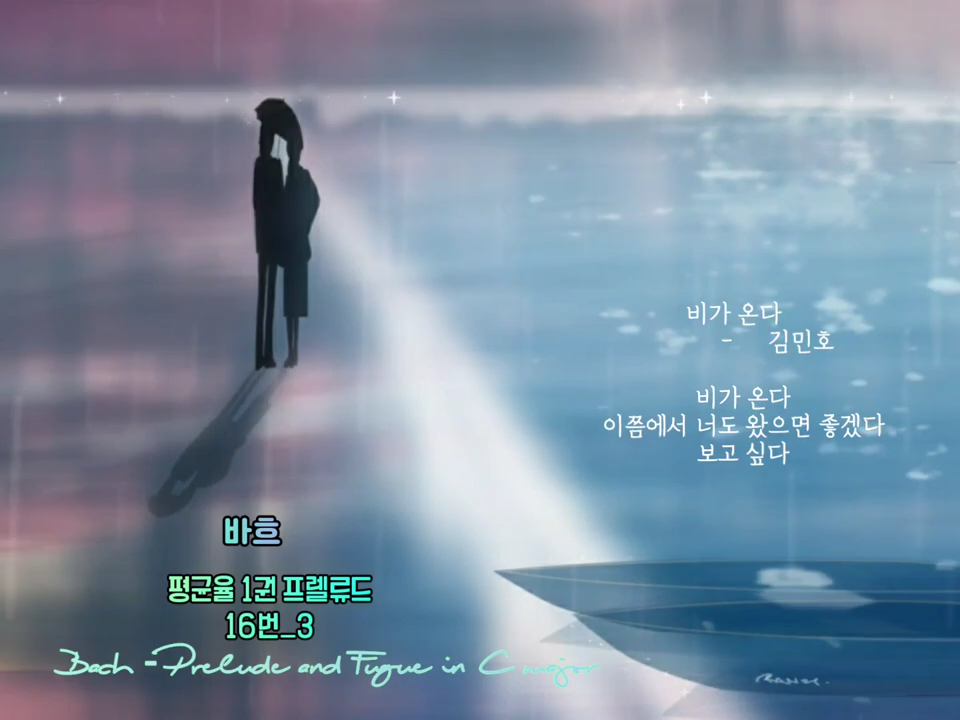 비가 온다
- 김민호
비가 온다
이쯤에서 너도 왔으면 좋겠다
보고 싶다
바흐
평균율 1권 프렐류드
16번_3
Bach - Prelude and Fugue in C major